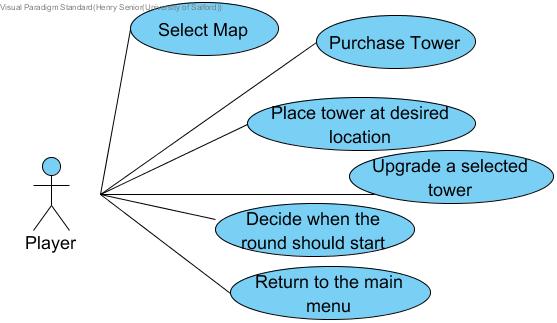 Visual Paradigm Standard(Henry Senior(University of Salford))
Select Map
Purchase Tower
Place tower at desired
location
Upgrade a selected
tower
Player
Decide when the
round should start
Return to the main
menu